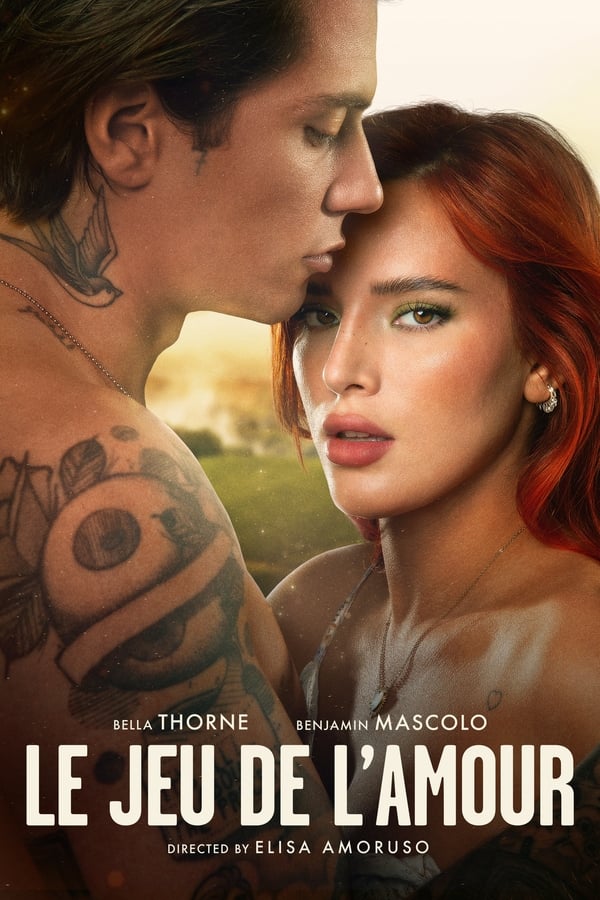 BELLA THORNE BENJAMIN MASCOLO
LE JEU DE L'AMOUR
DIRECTED BY ELISA AMORUSO